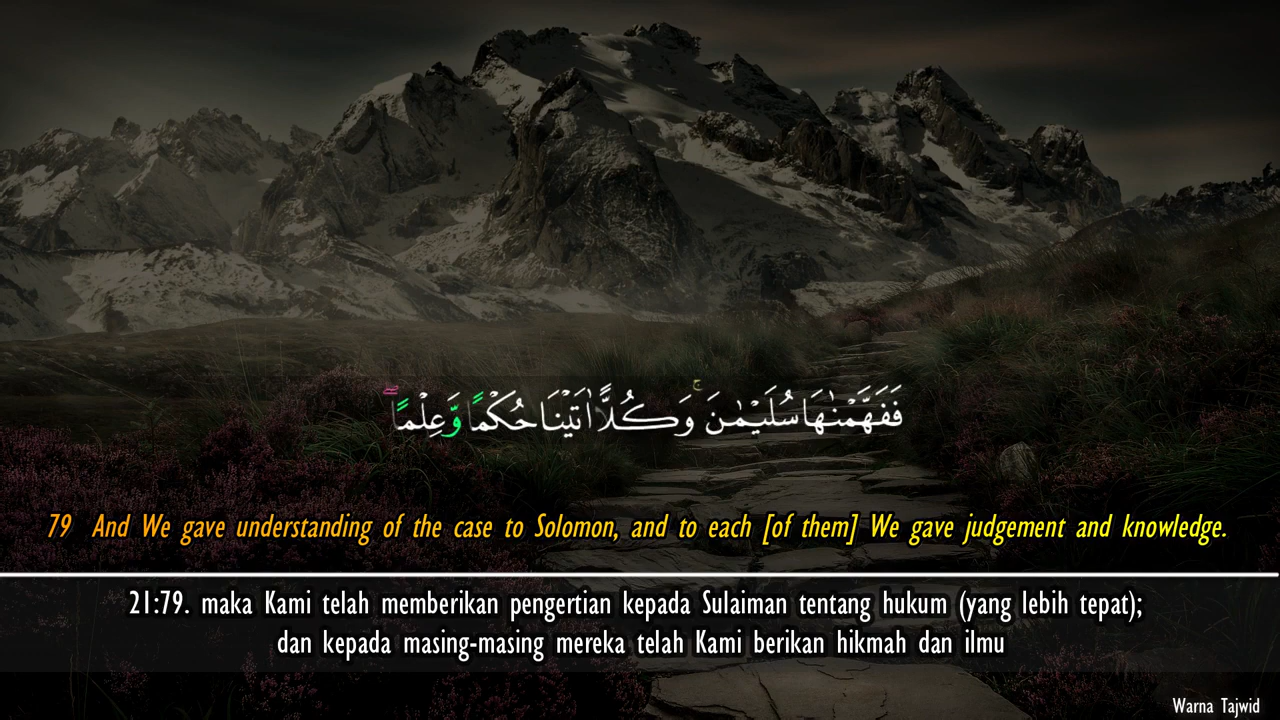 فَفَهَّمْنٰهَا سُلَيْمٰنَ ۚ وَكُلًّا اٰتَيْنَا حُكْمًا وَّعِلْمًا ۖ
79 And We gave understanding of the case to Solomon, and to each [of them] We gave judgement and knowledge.
21:79. maka Kami telah memberikan pengertian kepada Sulaiman tentang hukum (yang lebih tepat);
dan kepada masing-masing mereka telah Kami berikan hikmah dan ilmu
Warna Tajwid